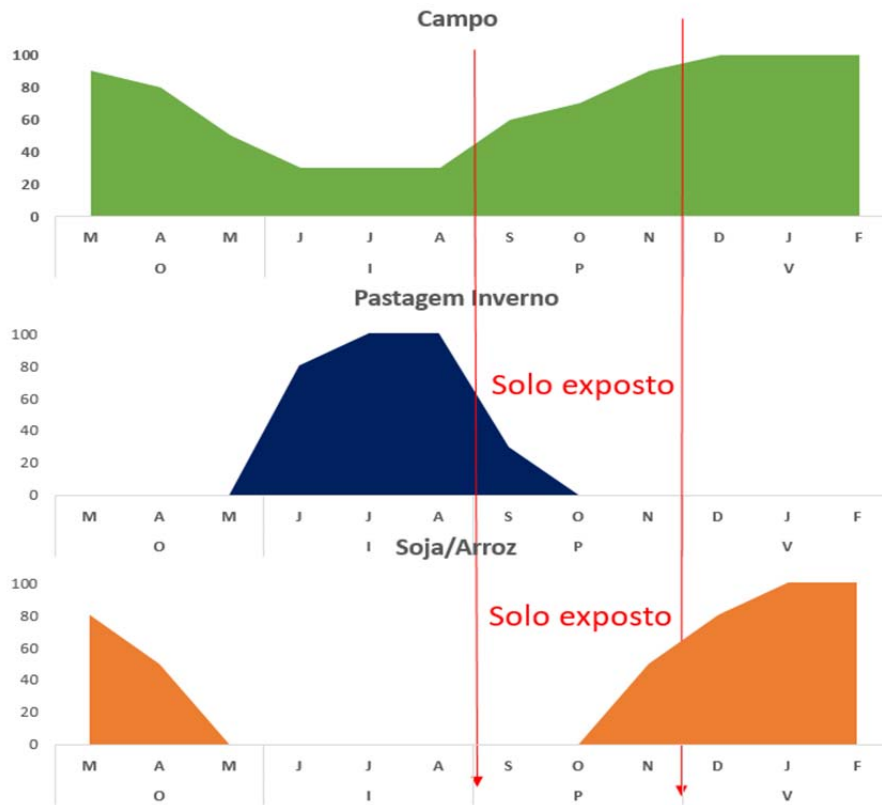 Campo
100
80
60
40
20
0
M A M J J A S O N D J F
O I P V
Pastagem Inverno
100
80
60
40
20
0
Solo exposto
M A M J J A S O N D J F
O I P V
Soja/Arroz
100
80
60
40
20
0
Solo exposto
M A M J J A S O N D J F
O I P V